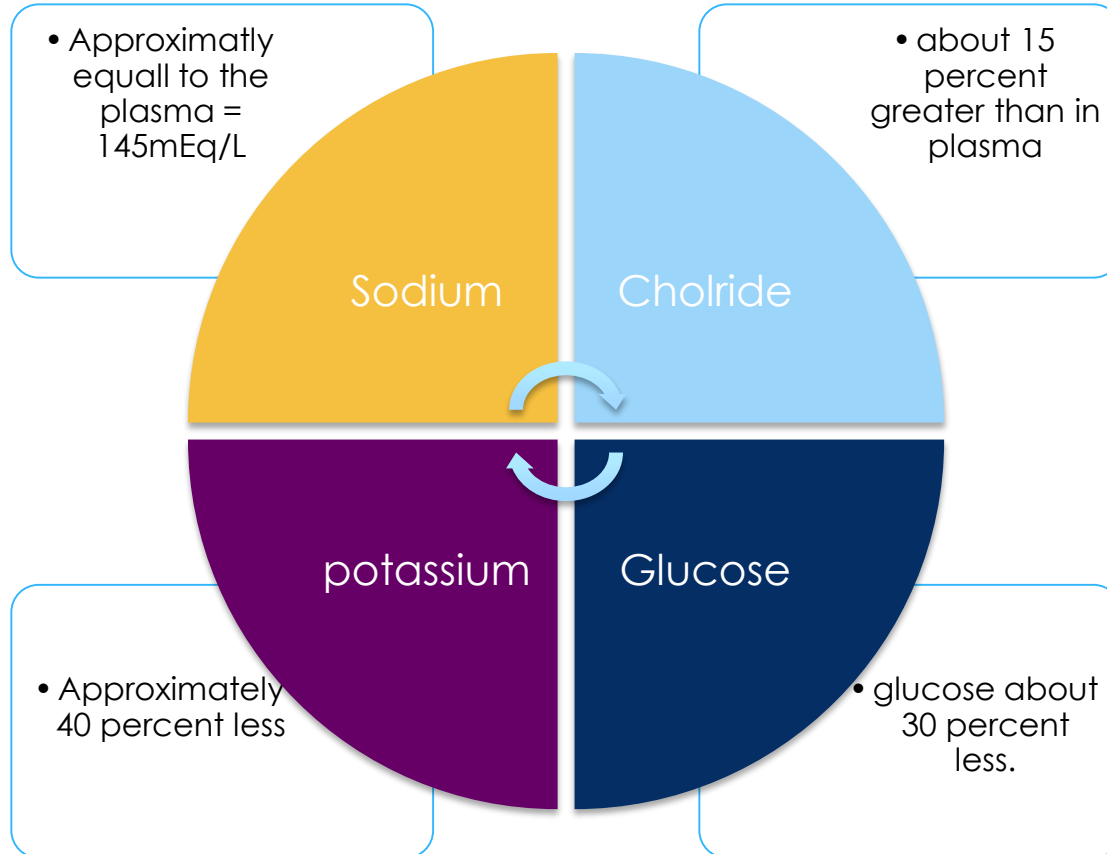 • Approximatly
equall to the
plasma =
145mEq/L
• about 15
percent
greater than in
plasma
Sodium
Cholride
potassium
Glucose
• Approximately
40 percent less
• glucose about
30 percent
less.